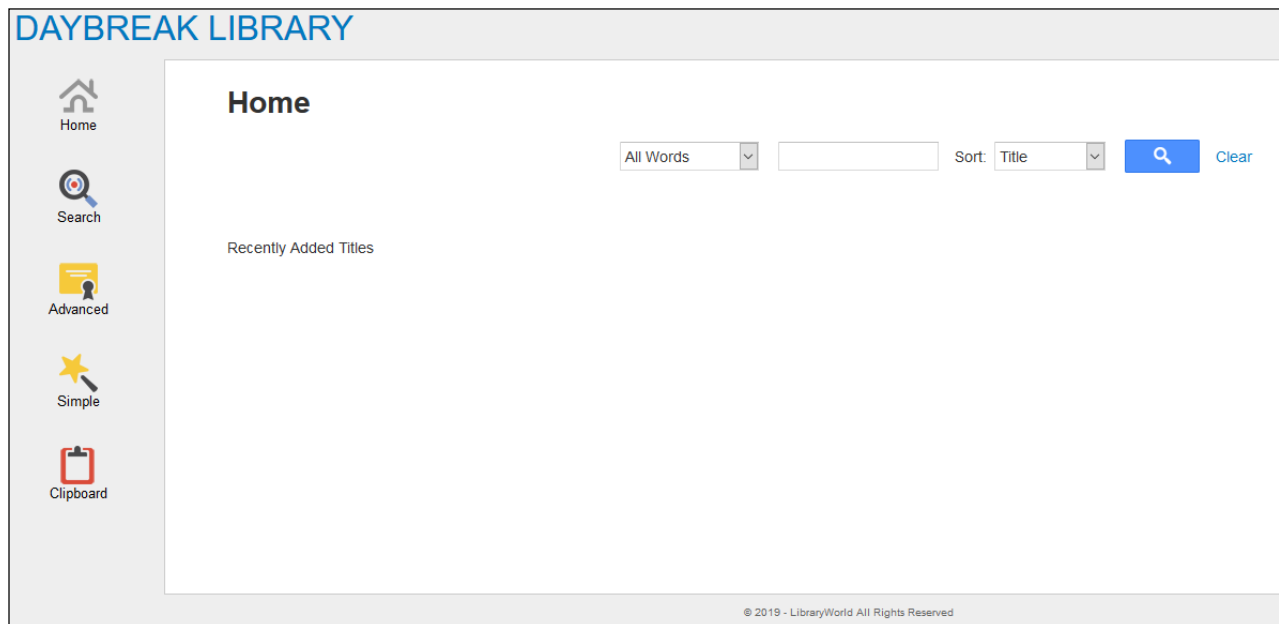 DAYBREAK LIBRARY
Home
Search
Advanced
Simple
Clipboard
Home
All Words Sort: Title Clear
Recently Added Titles
© 2019 - LibraryWorld All Rights Reserved